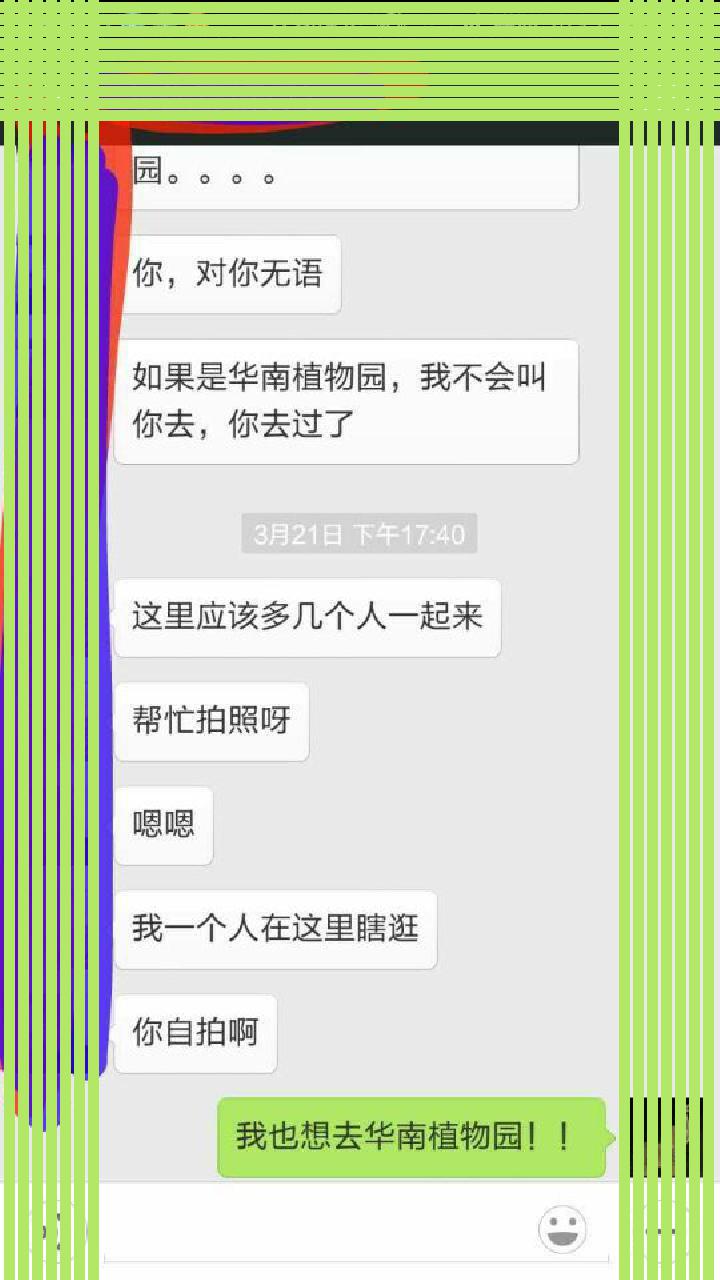 园。。。。
你，对你无语
如果是华南植物园，我不会叫
你去，你去过了
3月21日 下午17:40
这里应该多几个人一起来
帮忙拍照呀
嗯嗯
我一个人在这里瞎逛
你自拍啊
我也想去华南植物园！！